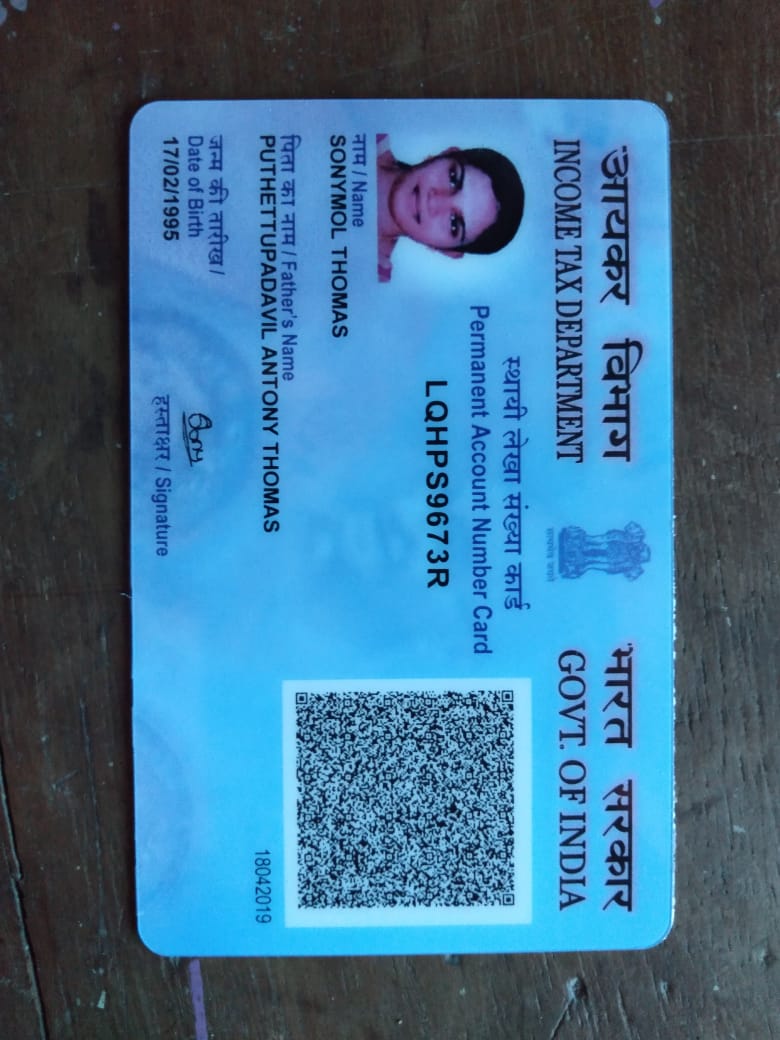 आयकर विभाग
INCOME TAX DEPARTMENT
सत्यमेव जयते
भारत सरकार
GOVT. OF INDIA
स्थायी लेखा संख्या कार्ड
Permanent Account Number Card
LQHPS9673R
नाम / Name
SONYMOL THOMAS
पिता का नाम / Father's Name
PUTHETTUPADAVIL ANTONY THOMAS
जन्म की तारीख /
Date of Birth
17/02/1995
Sony
हस्ताक्षर / Signature
18042019